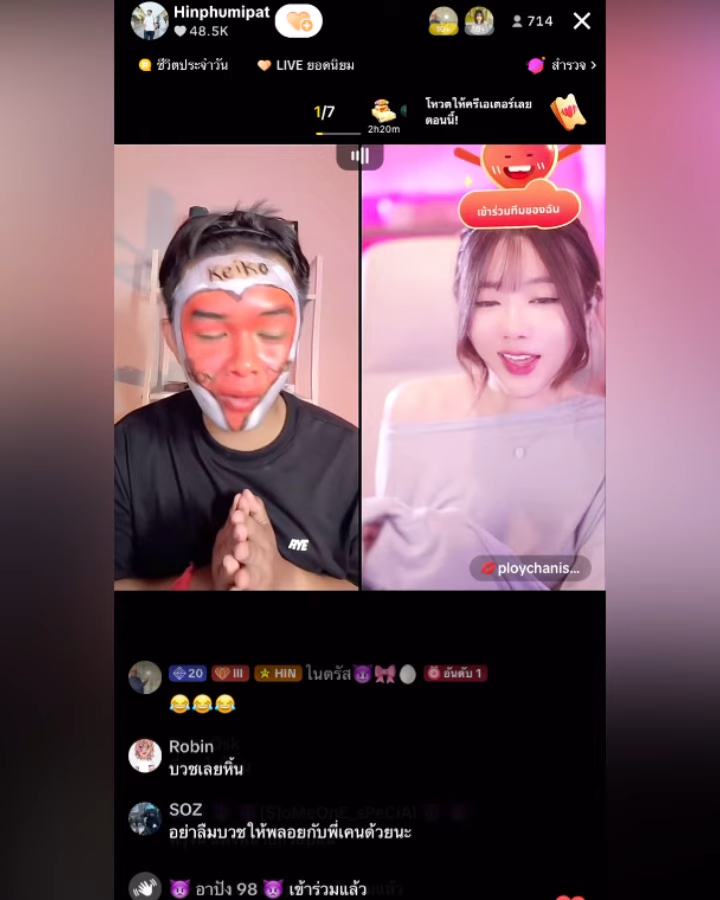 Hinphumipat
48.5K
714
ชีวิตประจำวัน
LIVE ยอดนิยม
สำรวจ
1/7
2h20m
โหวตให้ครีเอเตอร์เลย
ตอนนี้!
เข้าร่วมทีมของฉัน
KeiKo
RYE
ploychanis...
20 III HIN ในตรัส อันดับ 1
Robin
บวชเลยหิ้น
SOZ
อย่าลืมบวชให้พลอยกับพี่เคนด้วยนะ
อาปัง 98 เข้าร่วมแล้ว